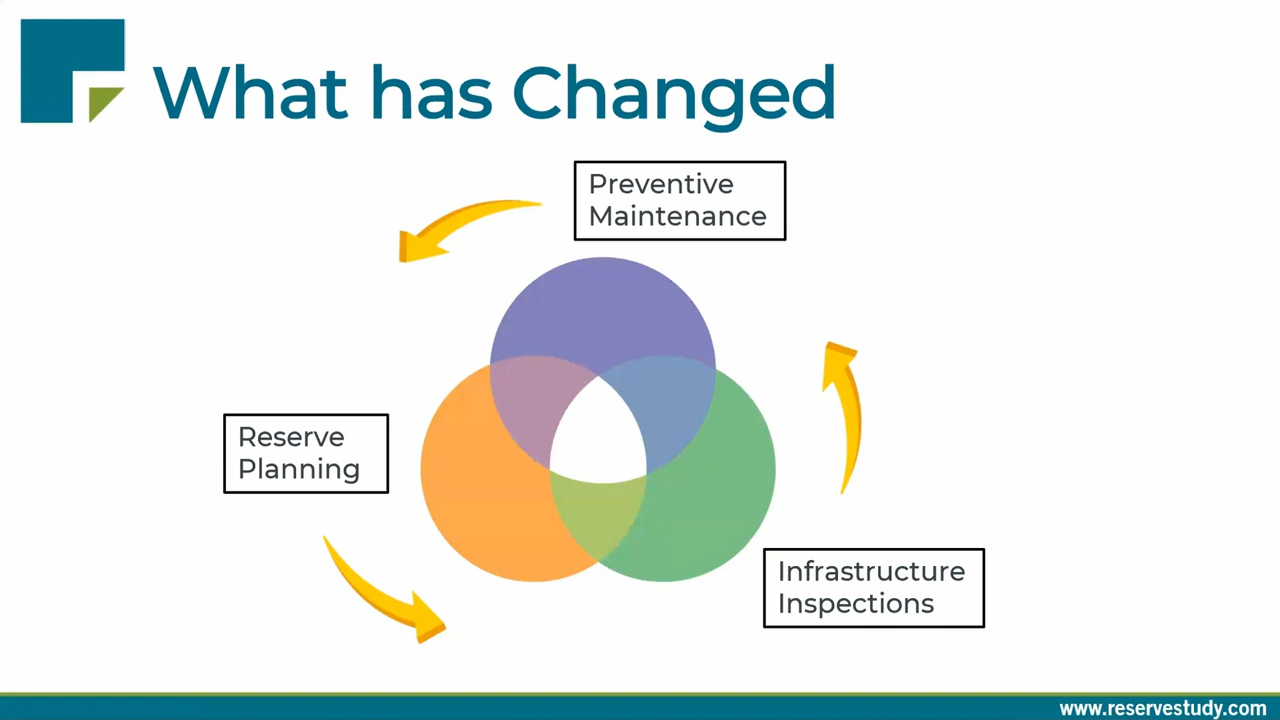 What has Changed
Preventive
Maintenance
Reserve
Planning
Infrastructure
Inspections
www.reservestudy.com